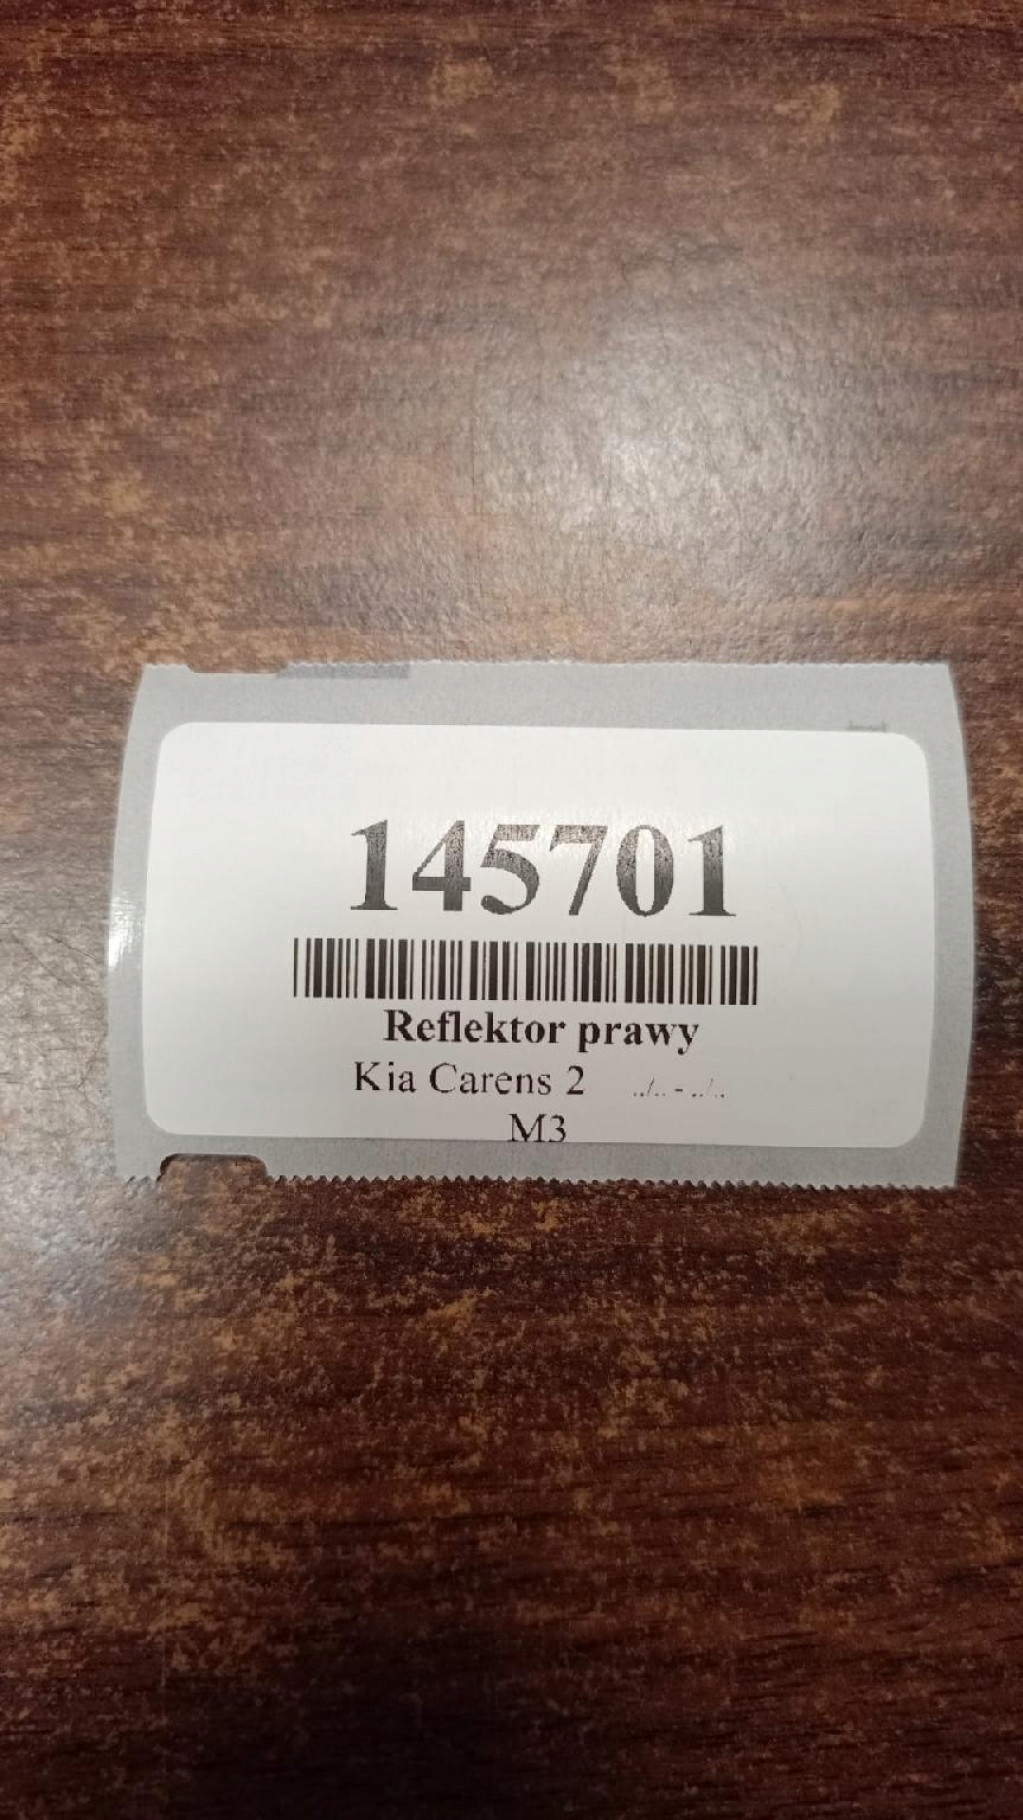 145701
Reflektor prawy
Kia Carens 2 ../.. - ../..
M3